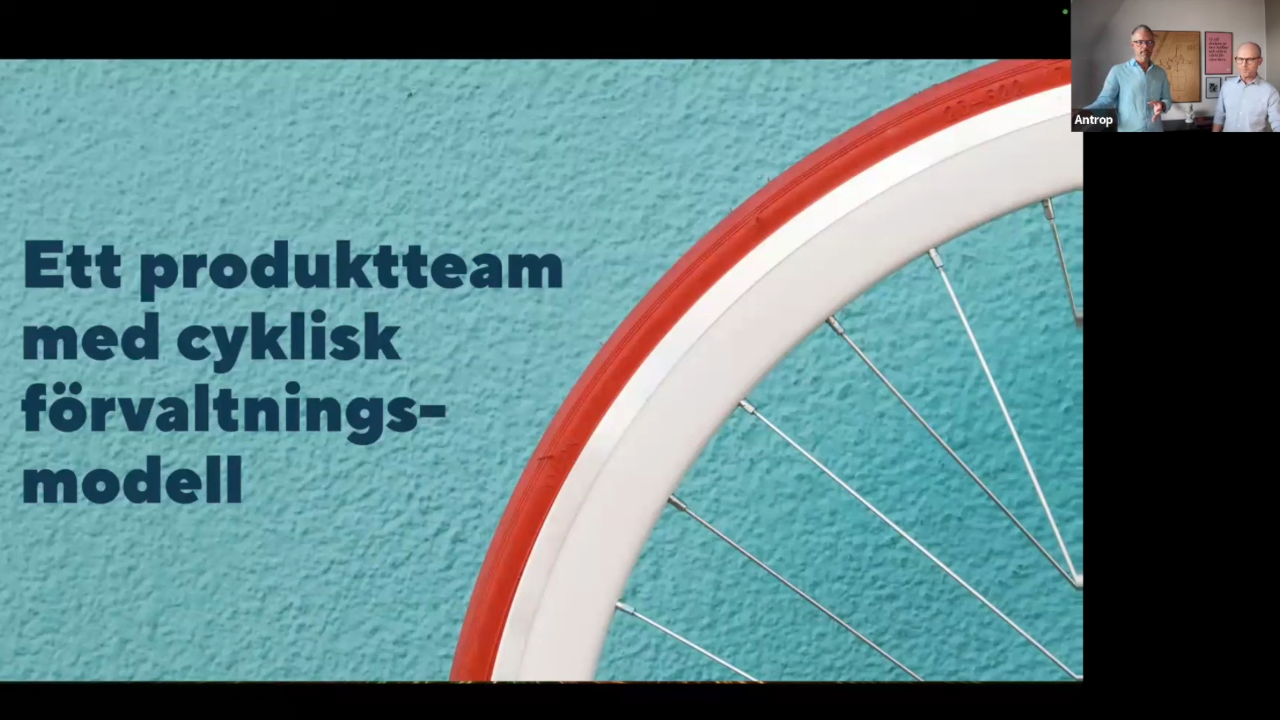 Ett produktteam
med cyklisk
förvaltnings-
modell
Antrop